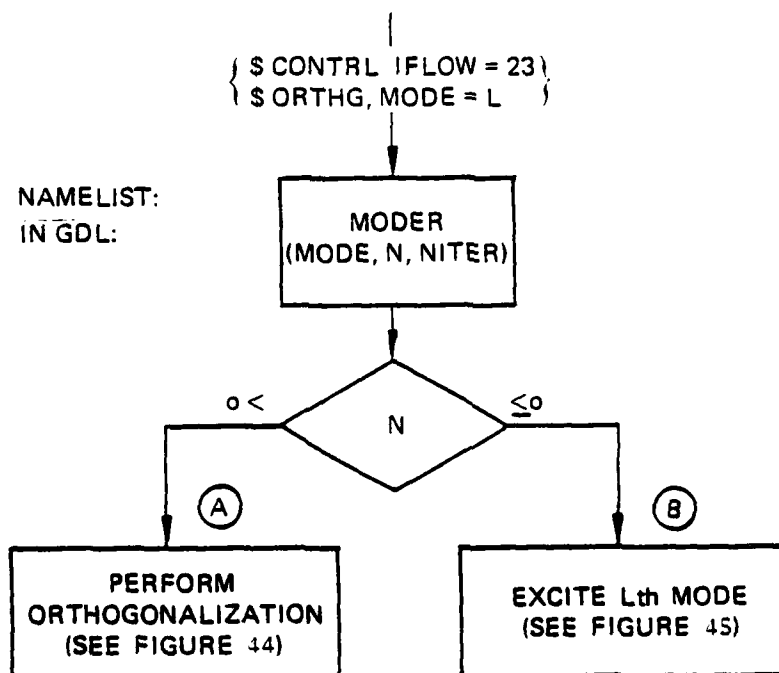 $ CONTRL IFLOW = 23
$ ORTHG, MODE = L
NAMELIST:
IN GDL:
MODER
(MODE, N, NITER)
o <
N
≤o
A
B
PERFORM
ORTHOGONALIZATION
(SEE FIGURE 44)
EXCITE Lth MODE
(SEE FIGURE 45)